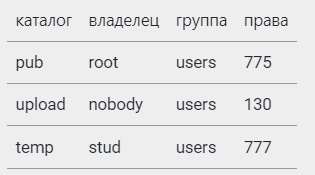 каталог владелец группа права
pub root users 775
upload nobody users 130
temp stud users 777